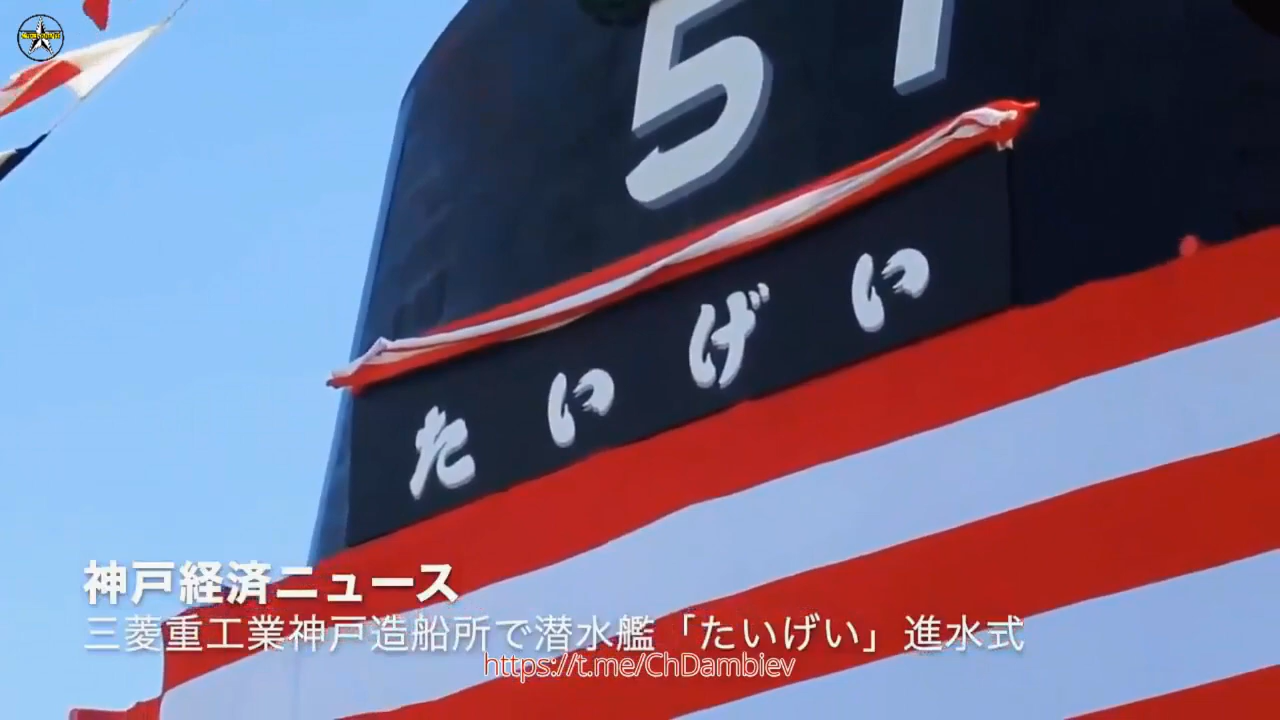 51
たいげい
神戸経済ニュース
三菱重工業神戸造船所で潜水艦「たいげい」進水式
https://t.me/ChDambiev